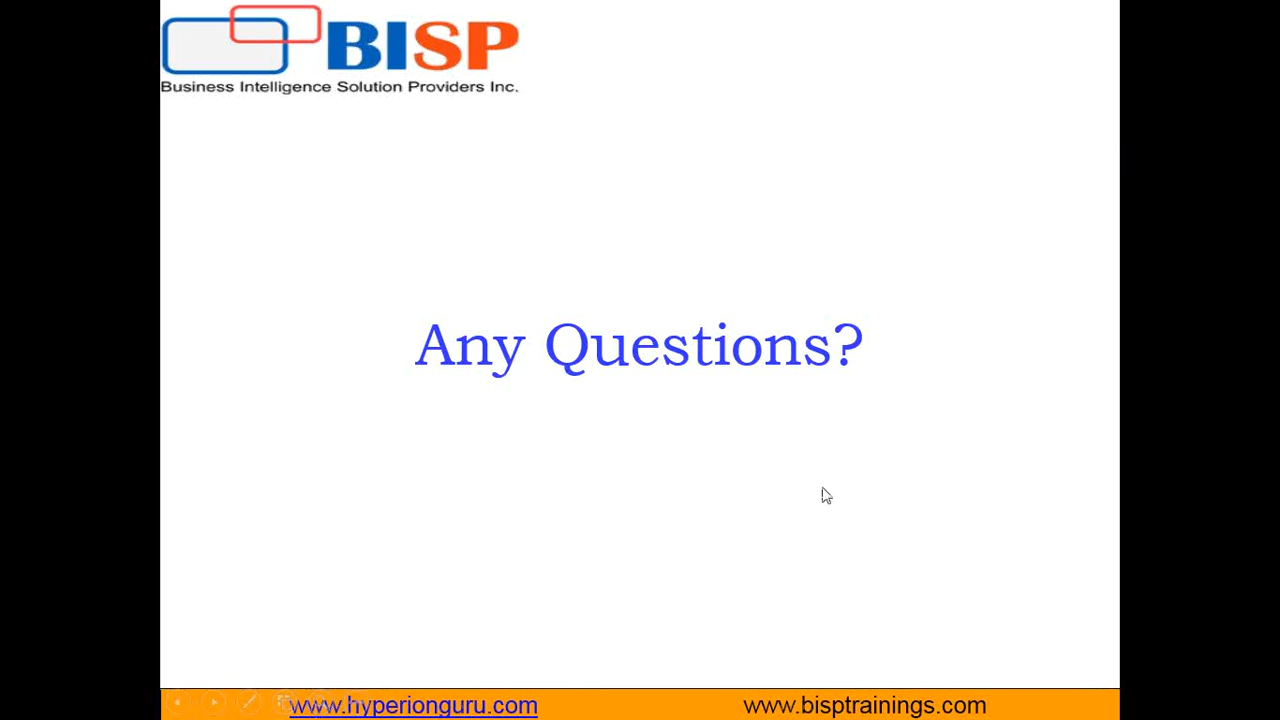 BISP
Business Intelligence Solution Providers Inc.
Any Questions?
www.hyperionguru.com www.bisptrainings.com